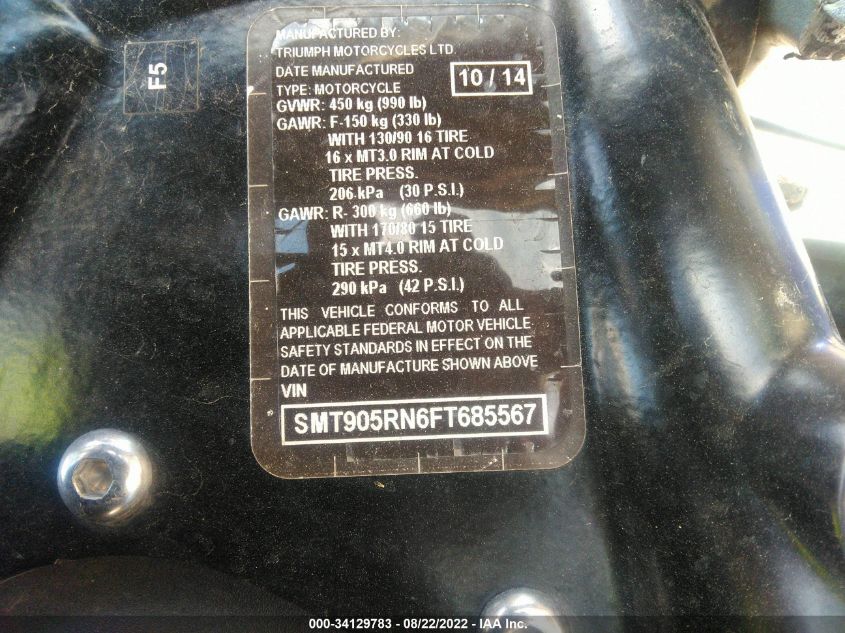 F5
MANUFACTURED BY:
TRIUMPH MOTORCYCLES LTD
DATE MANUFACTURED 10 / 14
TYPE: MOTORCYCLE
GVWR: 450 kg (990 lb)
GAWR: F-150 kg (330 lb)
WITH 130/90 16 TIRE
16 x MT3.0 RIM AT COLD
TIRE PRESS.
206 kPa (30 P.S.I.)
GAWR: R- 300 kg (660 lb)
WITH 170/80 15 TIRE
15 x MT4.0 RIM AT COLD
TIRE PRESS.
290 kPa (42 P.S.I.)
THIS VEHICLE CONFORMS TO ALL
APPLICABLE FEDERAL MOTOR VEHICLE
SAFETY STANDARDS IN EFFECT ON THE
DATE OF MANUFACTURE SHOWN ABOVE
VIN
SMT905RN6FT685567
000-34129783 - 08/22/2022 - IAA Inc.